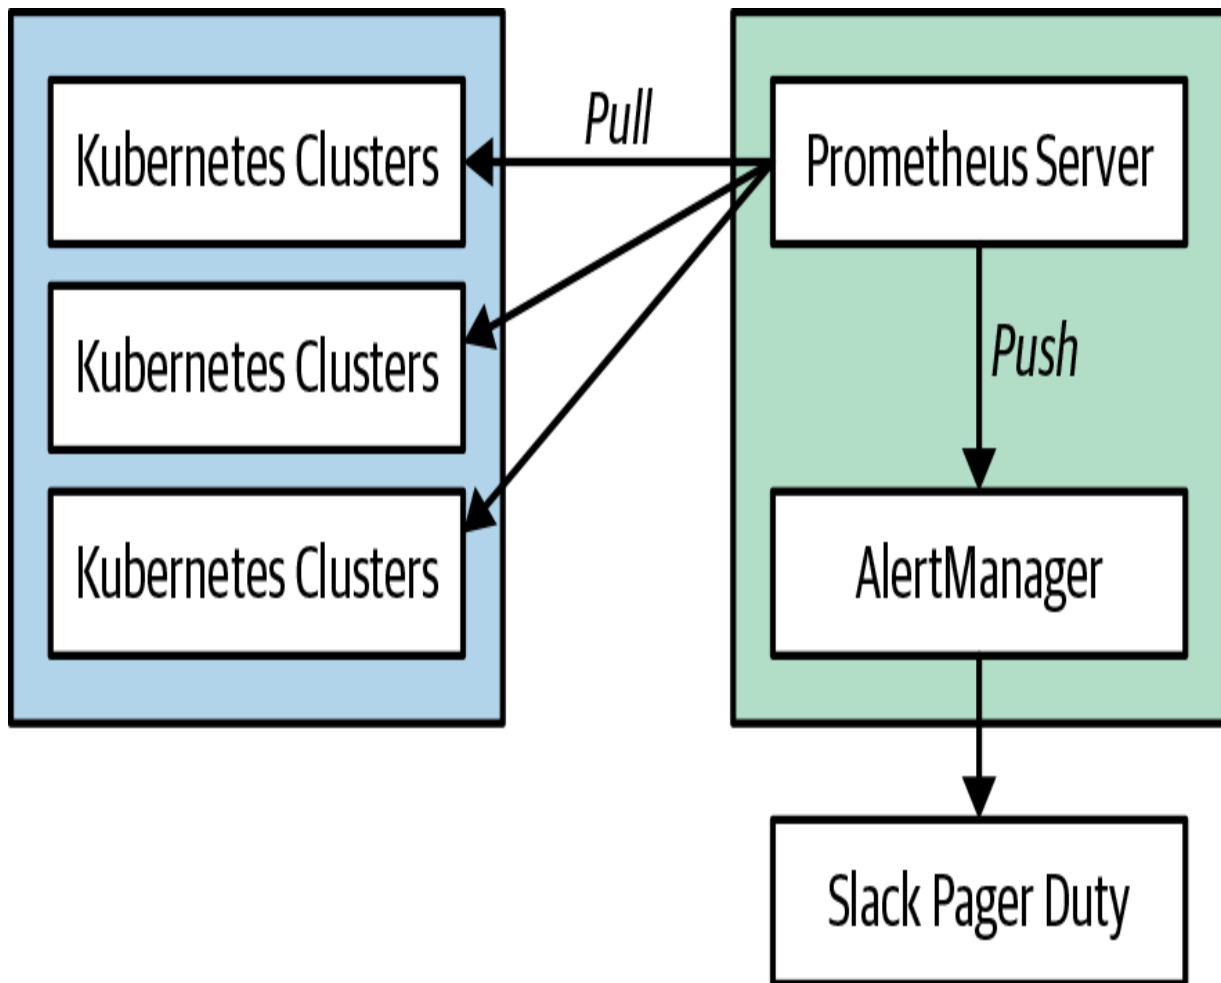 Kubernetes Clusters
Pull
Prometheus Server
Kubernetes Clusters
Push
Kubernetes Clusters
AlertManager
Slack Pager Duty